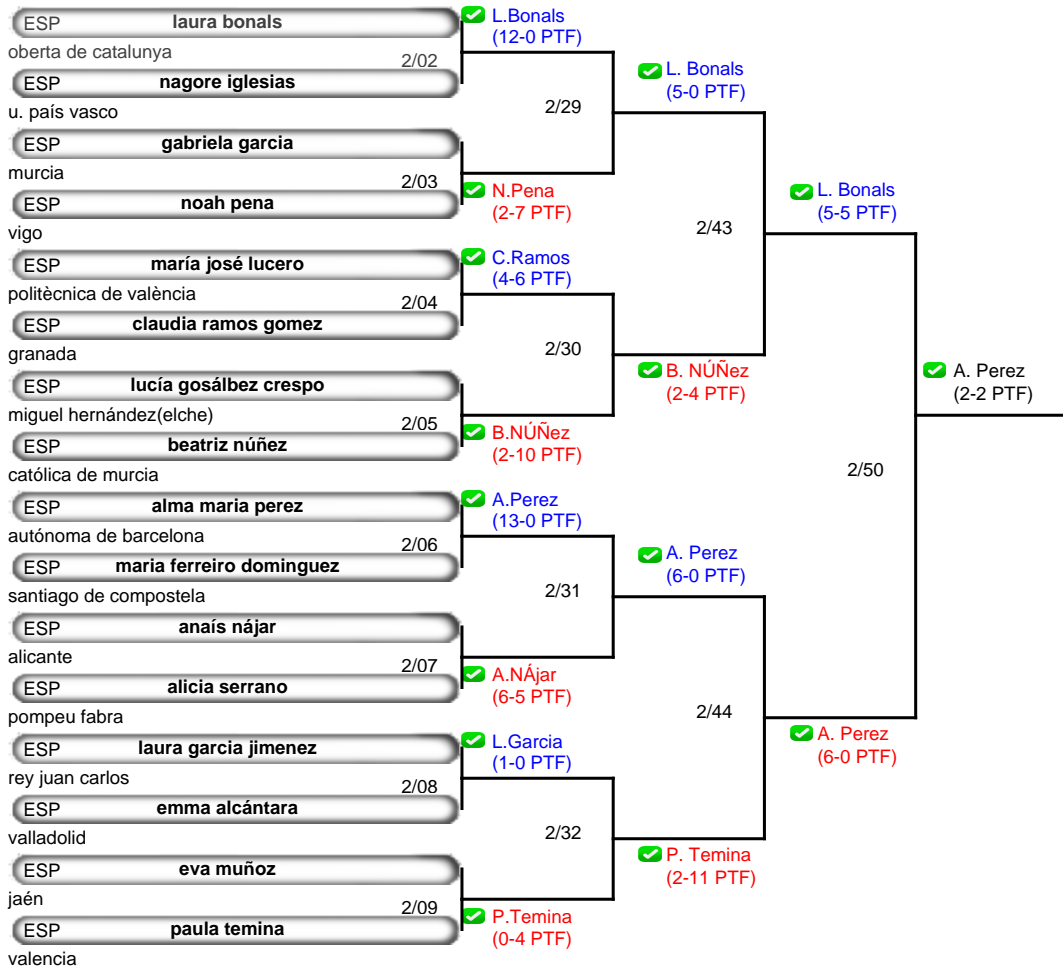 ESP laura bonals
oberta de catalunya
2/02
ESP nagore iglesias
u. país vasco
ESP gabriela garcia
murcia
2/03
ESP noah pena
vigo
ESP maría josé lucero
politècnica de valència
2/04
ESP claudia ramos gomez
granada
ESP lucía gosálbez crespo
miguel hernández(elche)
2/05
ESP beatriz núñez
católica de murcia
ESP alma maria perez
autónoma de barcelona
2/06
ESP maria ferreiro dominguez
santiago de compostela
ESP anaís nájar
alicante
2/07
ESP alicia serrano
pompeu fabra
ESP laura garcia jimenez
rey juan carlos
2/08
ESP emma alcántara
valladolid
ESP eva muñoz
jaén
2/09
ESP paula temina
valencia
L.Bonals
(12-0 PTF)
2/29
N.Pena
(2-7 PTF)
C.Ramos
(4-6 PTF)
2/30
B.NÚÑez
(2-10 PTF)
A.Perez
(13-0 PTF)
2/31
A.NÁjar
(6-5 PTF)
L.Garcia
(1-0 PTF)
2/32
P.Temina
(0-4 PTF)
L. Bonals
(5-0 PTF)
2/43
B. NÚÑez
(2-4 PTF)
A. Perez
(6-0 PTF)
2/44
P. Temina
(2-11 PTF)
L. Bonals
(5-5 PTF)
2/50
A. Perez
(6-0 PTF)
A. Perez
(2-2 PTF)